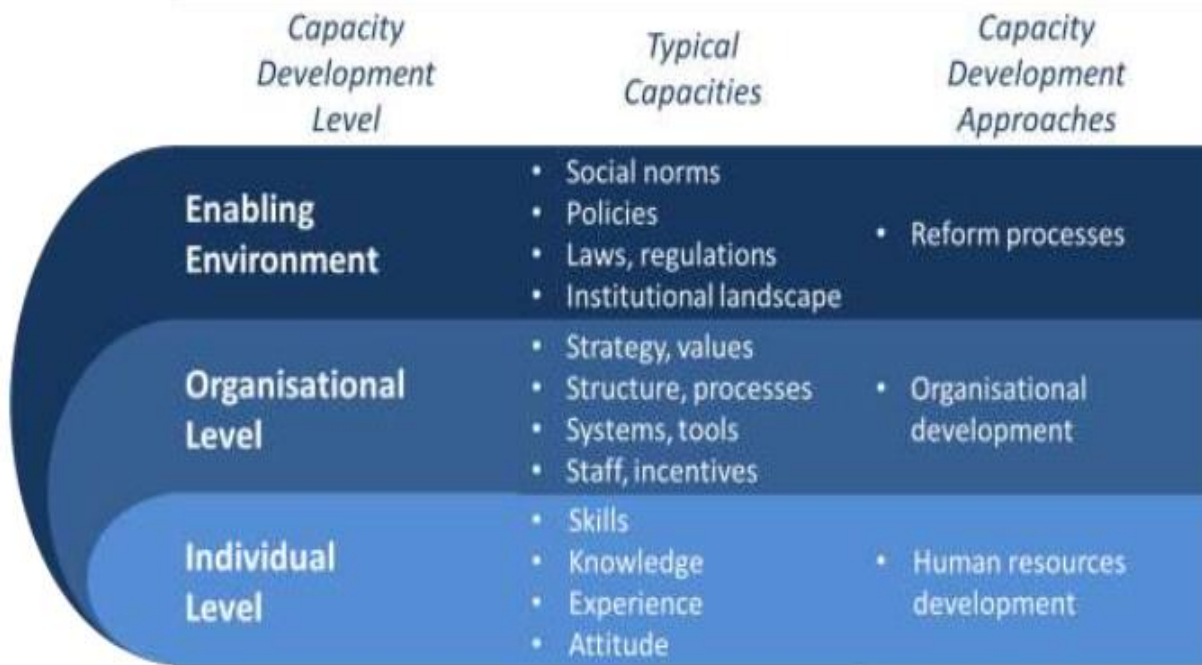 Capacity
Development
Level
Typical
Capacities
Capacity
Development
Approaches
Enabling
Environment
• Social norms
• Policies
• Laws, regulations
• Institutional landscape
• Reform processes
Organisational
Level
• Strategy, values
• Structure, processes
• Systems, tools
• Staff, incentives
• Organisational
development
Individual
Level
• Skills
• Knowledge
• Experience
• Attitude
• Human resources
development